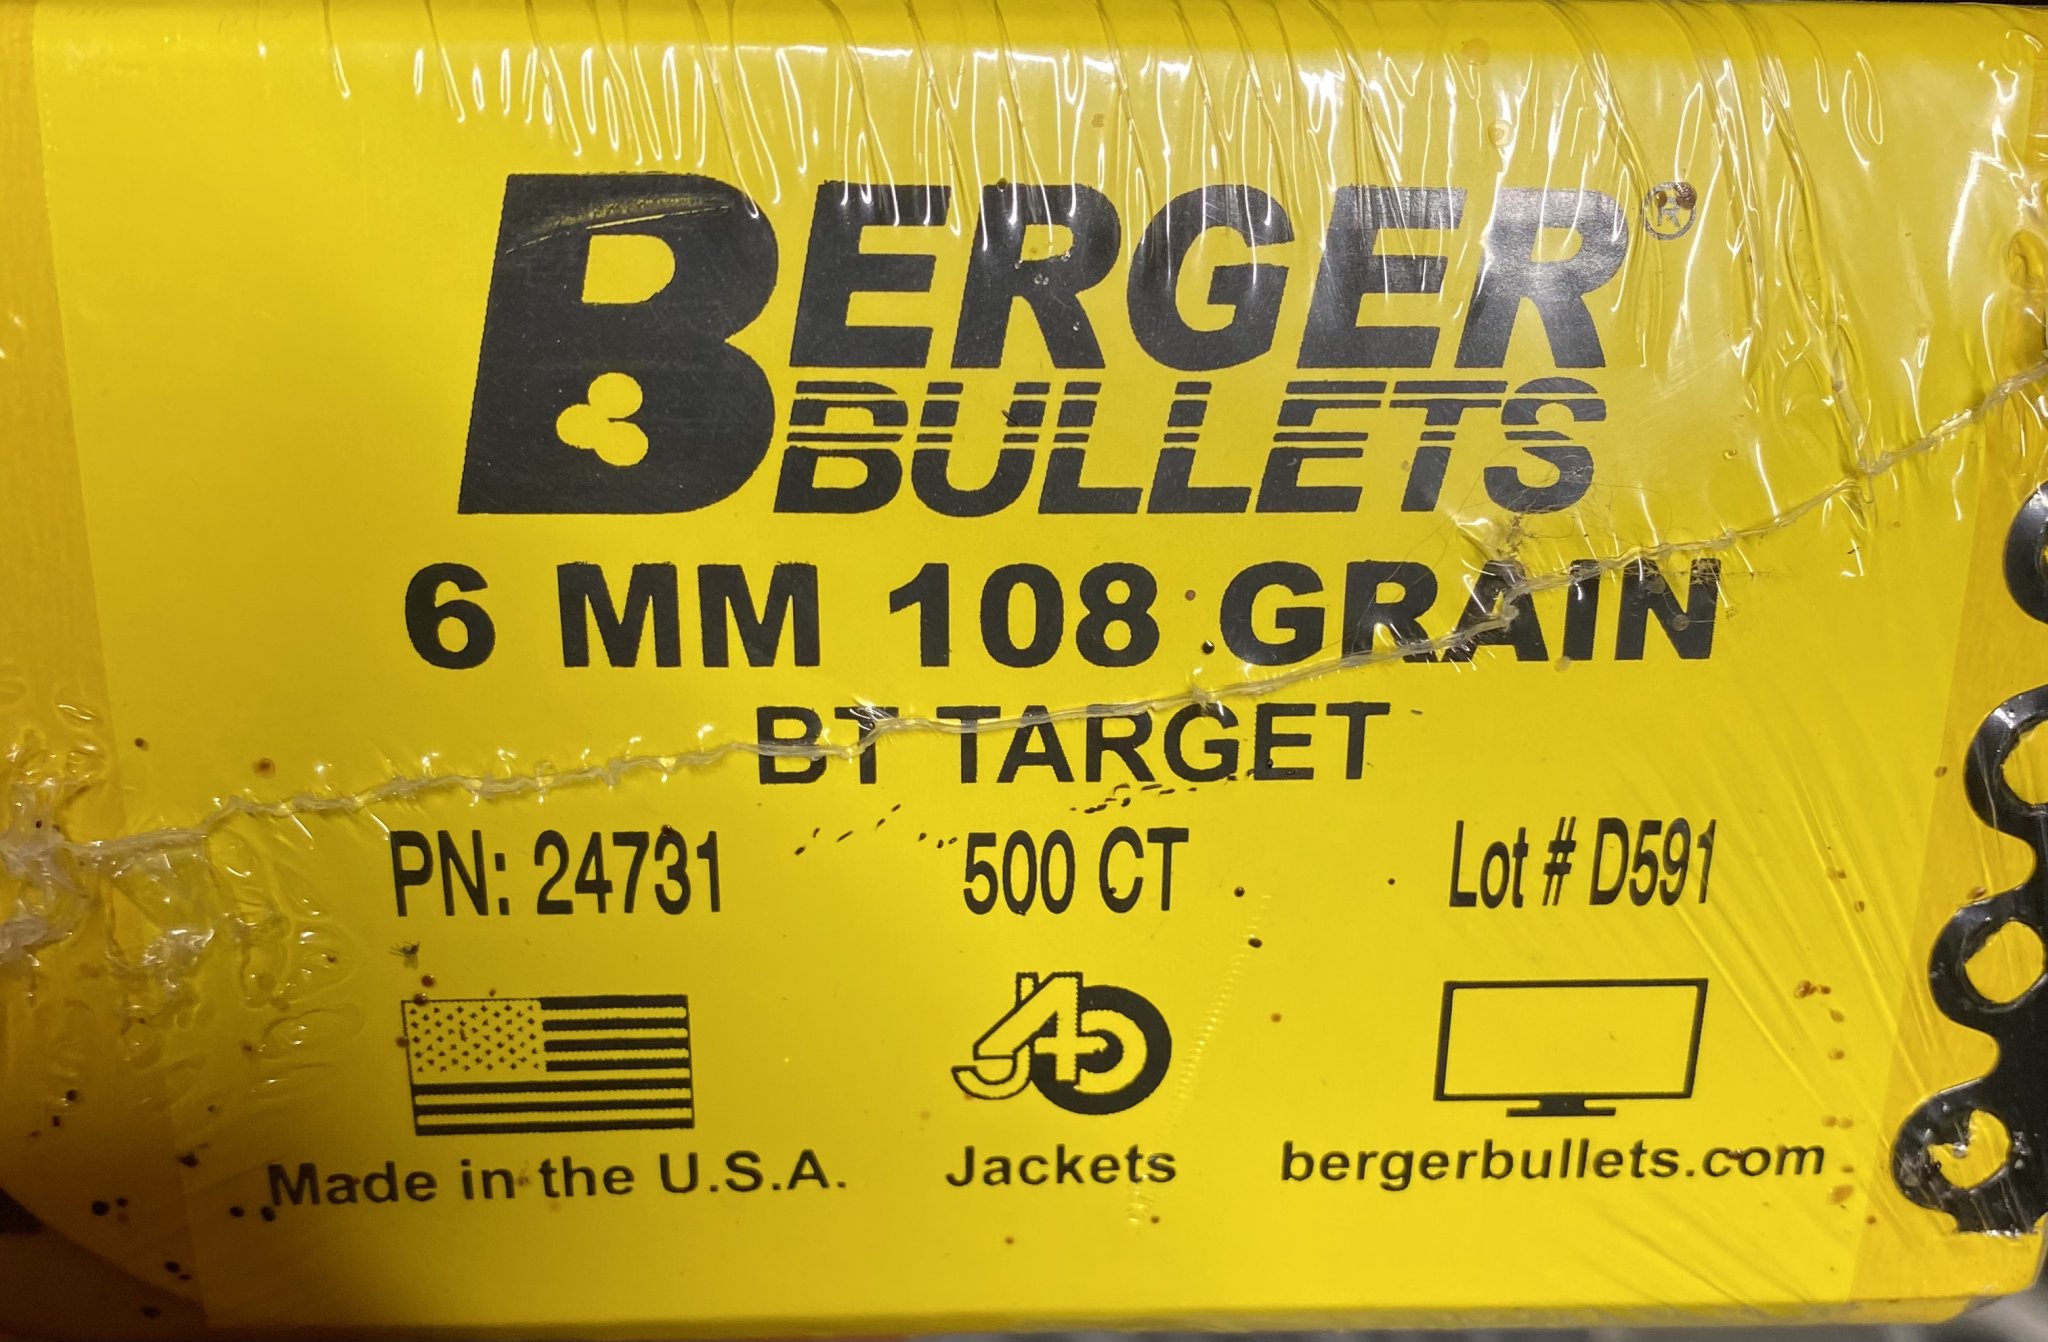 BERGER®
BULLETS
6 MM 108 GRAIN
BT TARGET
PN: 24731 500 CT Lot # D591
J4
Made in the U.S.A. Jackets bergerbullets.com